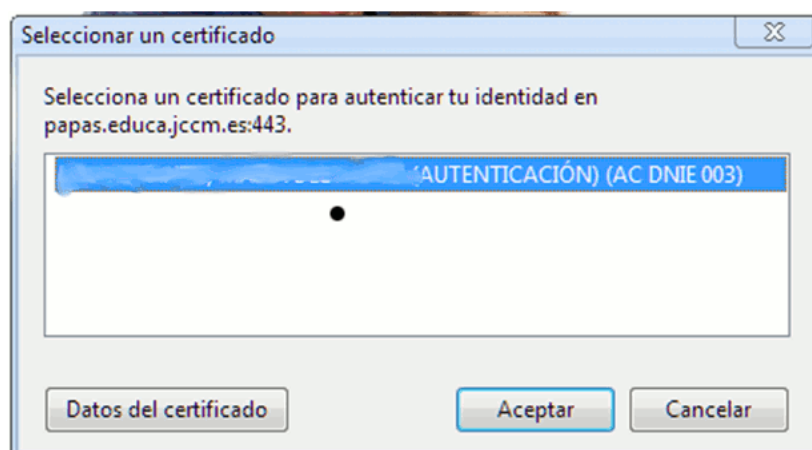 Seleccionar un certificado
Selecciona un certificado para autenticar tu identidad en
papas.educa.jccm.es:443.
(AUTENTICACIÓN) (AC DNIE 003)
Datos del certificado
Aceptar
Cancelar